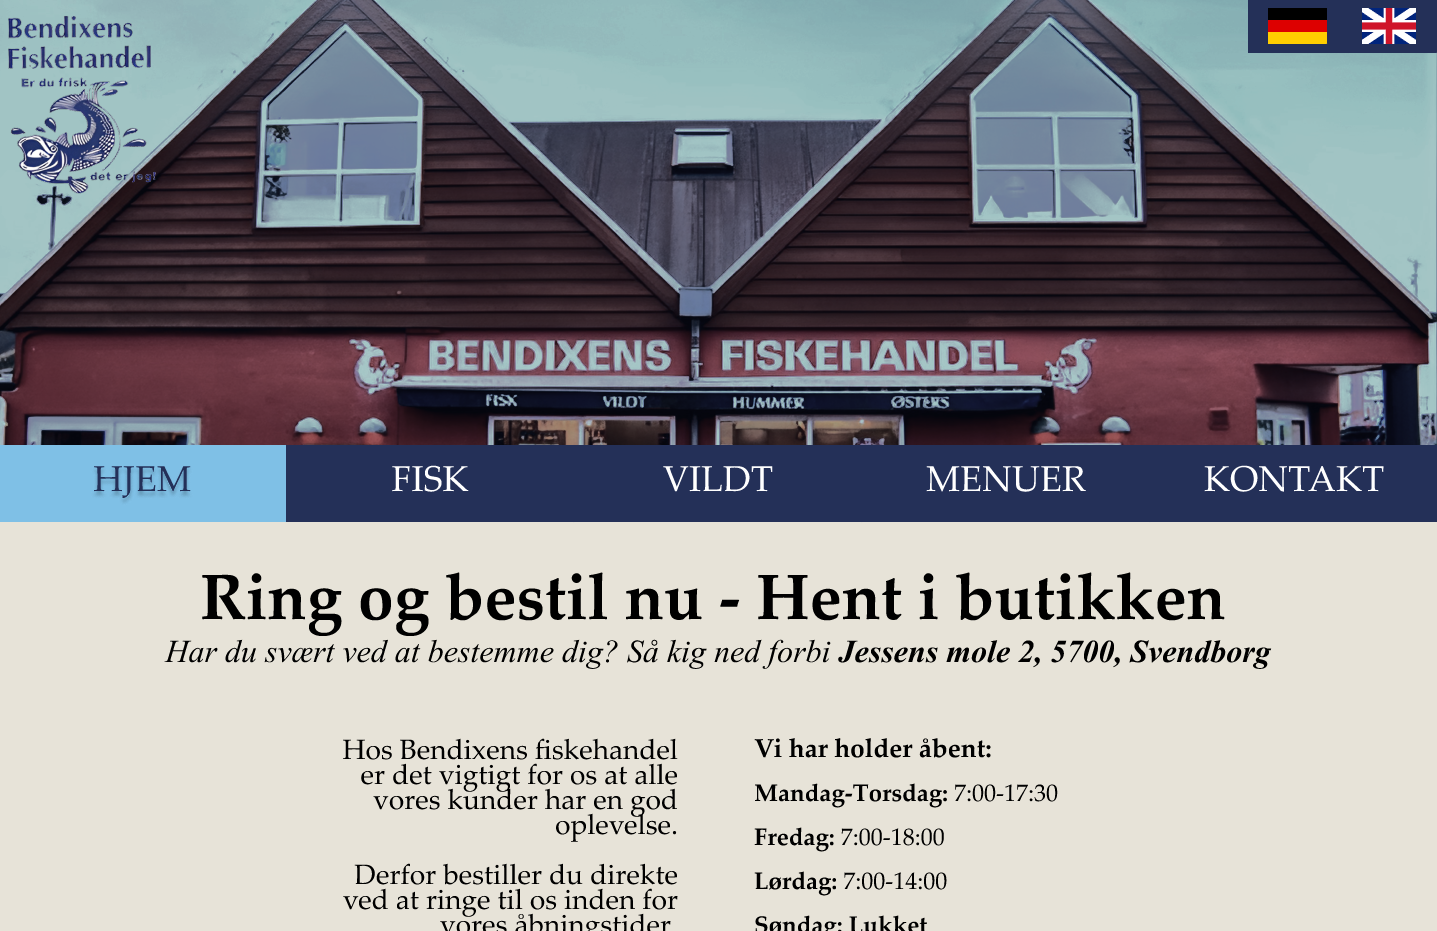 Bendixens
Fiskehandel
Er du frisk
det er jeg!
BENDIXENS FISKEHANDEL
FISK VILDT HUMMER ØSTERS
HJEM FISK VILDT MENUER KONTAKT
Ring og bestil nu - Hent i butikken
Har du svært ved at bestemme dig? Så kig ned forbi Jessens mole 2, 5700, Svendborg
Hos Bendixens fiskehandel
er det vigtigt for os at alle
vores kunder har en god
oplevelse.
Derfor bestiller du direkte
ved at ringe til os inden for
vores åbningstider.
Vi har holder åbent:
Mandag-Torsdag: 7:00-17:30
Fredag: 7:00-18:00
Lørdag: 7:00-14:00
Søndag: Lukket